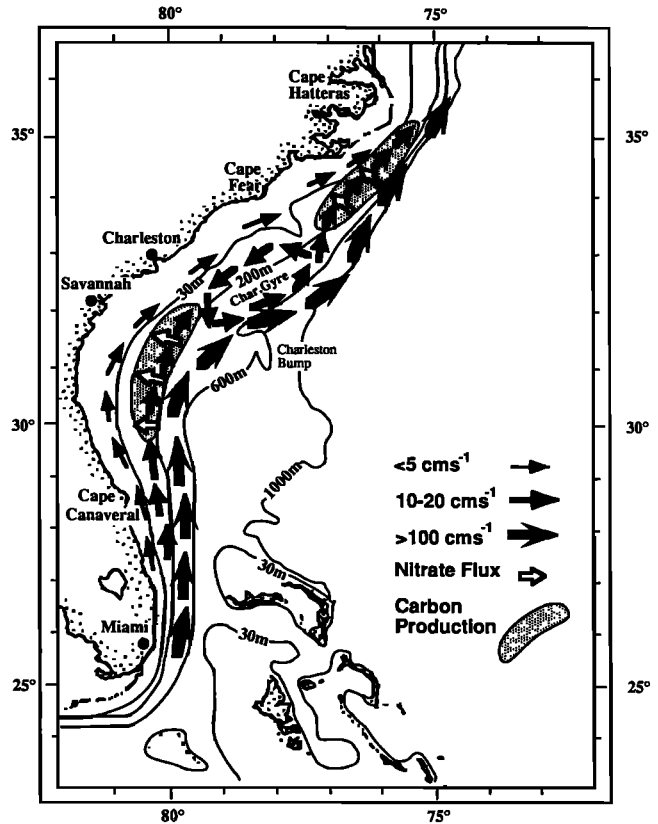 80°
75°
Cape
Hatteras
35°
35°
Cape
Fear
Charleston
Savannah
30m
200m
Char. Gyre
Charleston
Bump
600m
30°
30°
1000m
<5 cms⁻¹
10-20 cms⁻¹
>100 cms⁻¹
Nitrate Flux
Carbon
Production
Cape
Canaveral
30m
Miami
30m
25°
25°
80°
75°